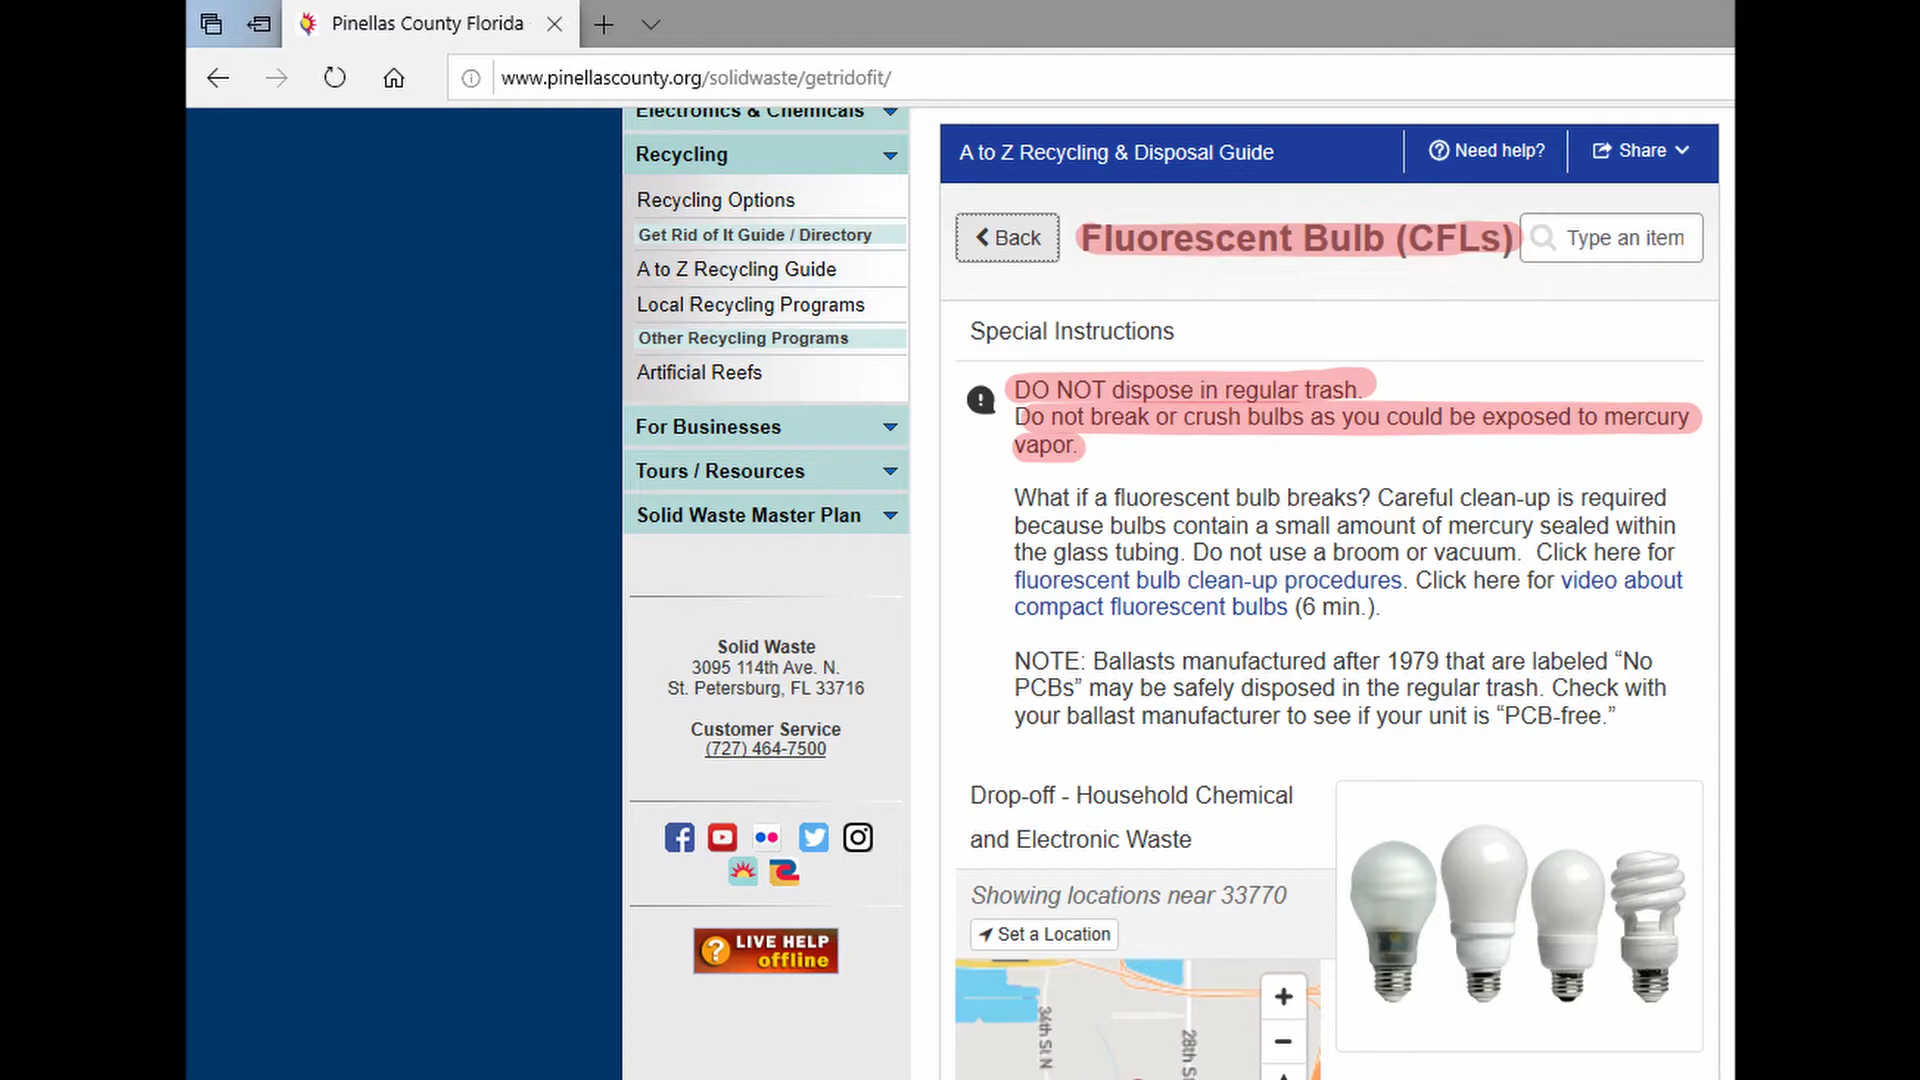 Pinellas County Florida
www.pinellascounty.org/solidwaste/getridofit/
Electronics & Chemicals
Recycling
Recycling Options
Get Rid of It Guide / Directory
A to Z Recycling Guide
Local Recycling Programs
Other Recycling Programs
Artificial Reefs
For Businesses
Tours / Resources
Solid Waste Master Plan
Solid Waste
3095 114th Ave. N.
St. Petersburg, FL 33716
Customer Service
(727) 464-7500
LIVE HELP
offline
A to Z Recycling & Disposal Guide
Need help?
Share
Back
Fluorescent Bulb (CFLs)
Type an item
Special Instructions
DO NOT dispose in regular trash.
Do not break or crush bulbs as you could be exposed to mercury
vapor.
What if a fluorescent bulb breaks? Careful clean-up is required
because bulbs contain a small amount of mercury sealed within
the glass tubing. Do not use a broom or vacuum.  Click here for
fluorescent bulb clean-up procedures. Click here for video about
compact fluorescent bulbs (6 min.).
NOTE: Ballasts manufactured after 1979 that are labeled “No
PCBs” may be safely disposed in the regular trash. Check with
your ballast manufacturer to see if your unit is “PCB-free.”
Drop-off - Household Chemical
and Electronic Waste
Showing locations near 33770
Set a Location
34th St N
28th S